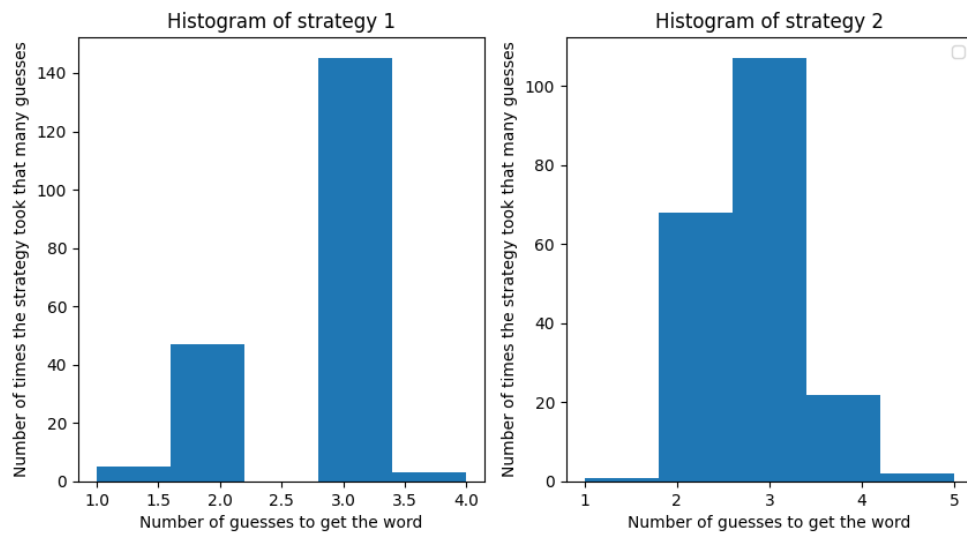 Histogram of strategy 1
Number of times the strategy took that many guesses
140
120
100
80
60
40
20
0
1.0 1.5 2.0 2.5 3.0 3.5 4.0
Number of guesses to get the word
Histogram of strategy 2
Number of times the strategy took that many guesses
100
80
60
40
20
0
1 2 3 4 5
Number of guesses to get the word